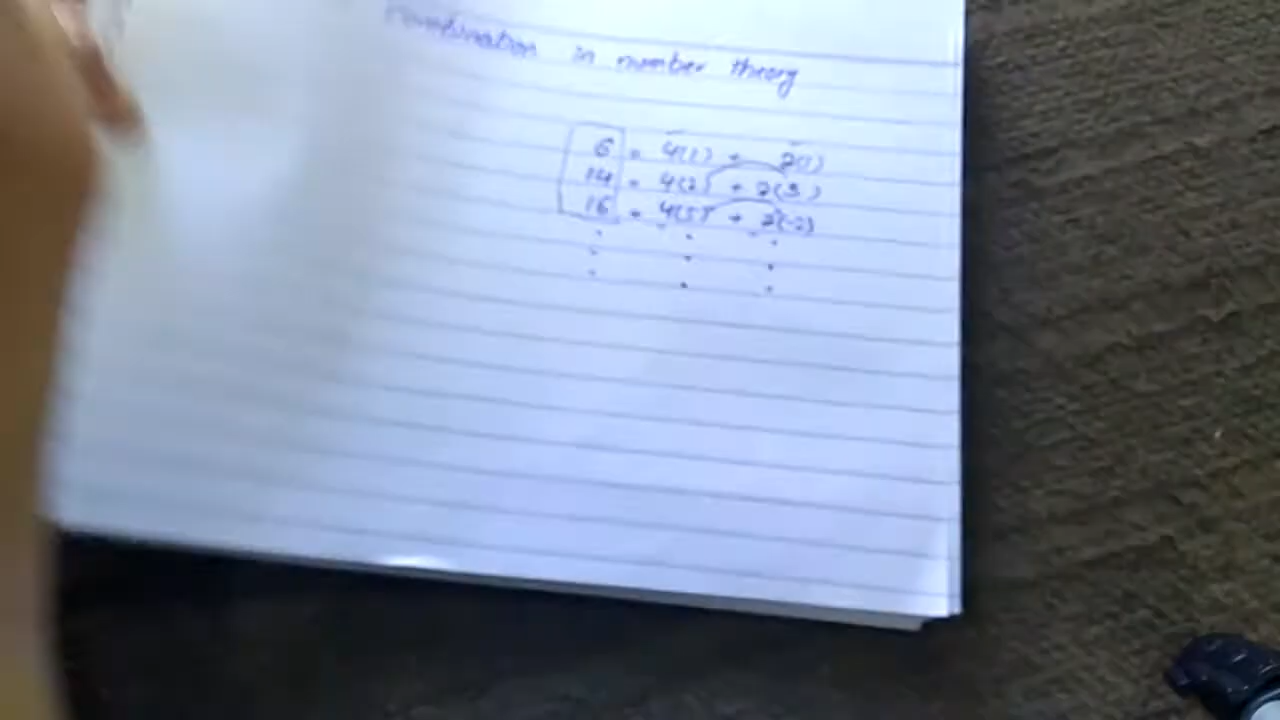 in number theory
6 = 4(1) + 2(1)
14 = 4(2) + 2(3)
16 = 4(5) + 2(-2)